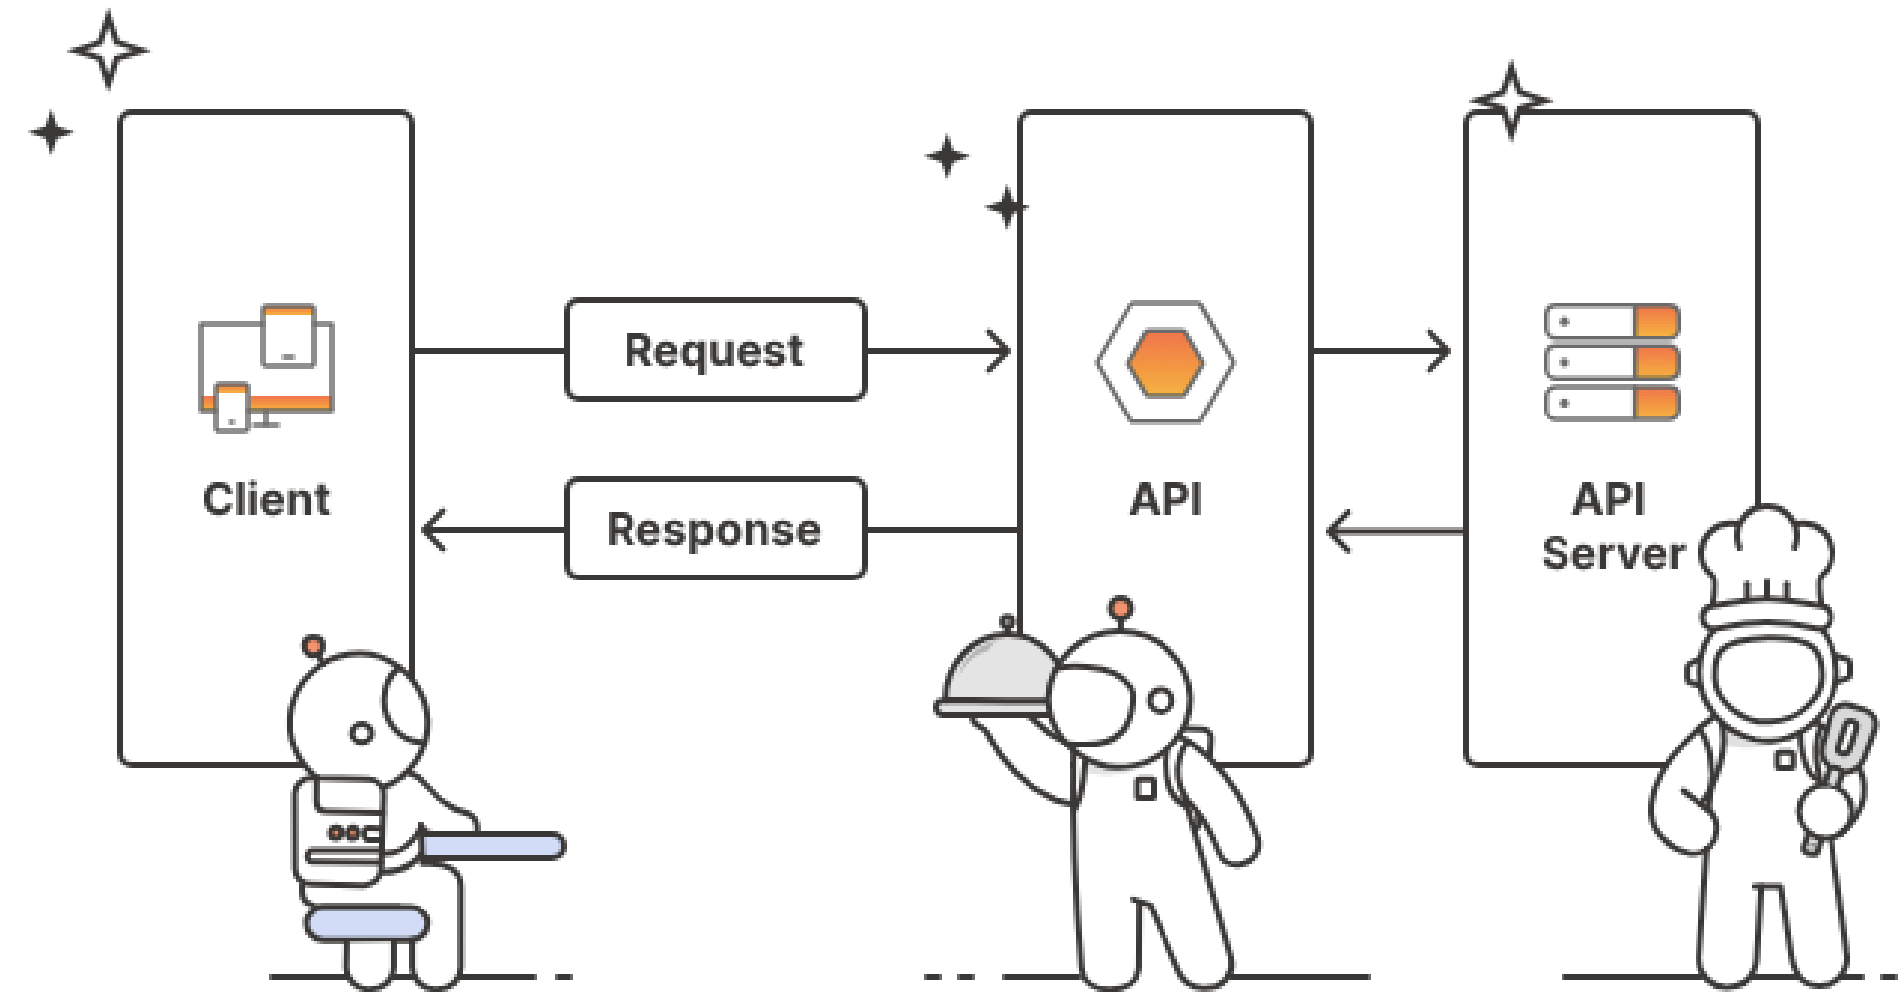 Request
Client
Response
API
API
Server